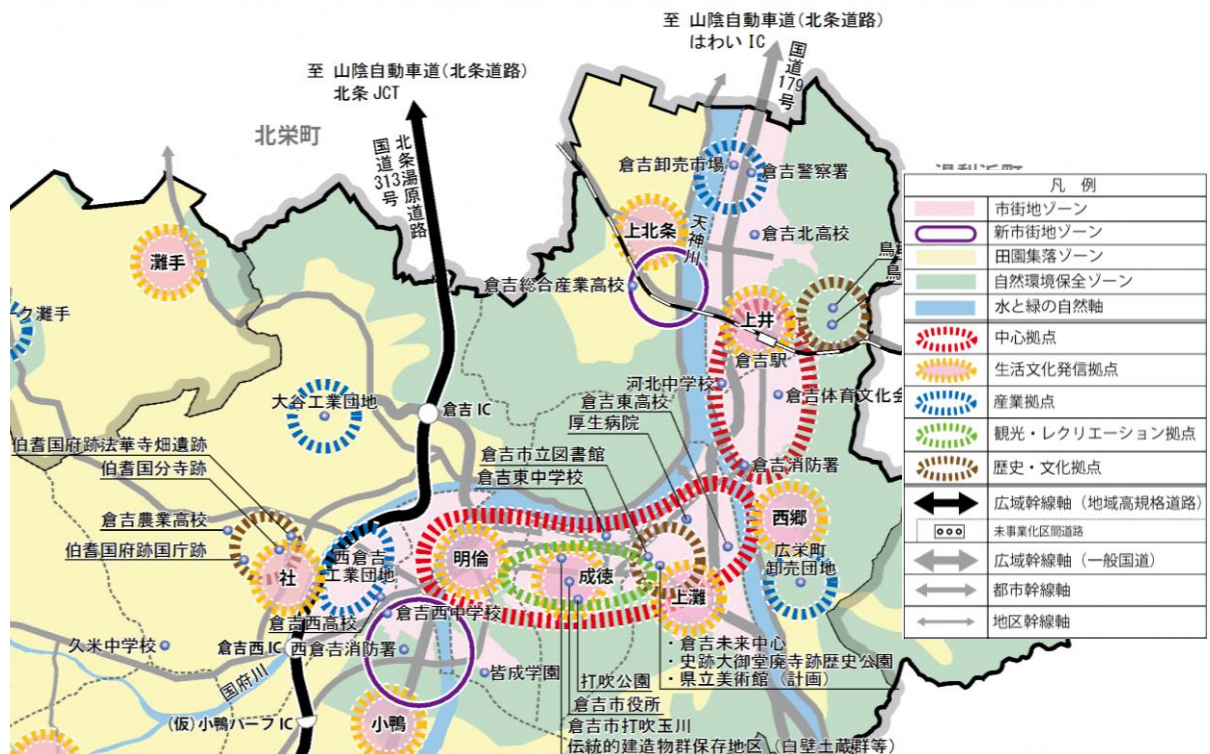 至 山陰自動車道(北条道路)
はわい IC
国道179号
至 山陰自動車道(北条道路)
北条 JCT
北栄町
北条湯原道路
国道313号
倉吉卸売市場
倉吉警察署
天神川
上北条
倉吉北高校
灘手
倉吉総合産業高校
ク灘手
上井
倉吉駅
河北中学校
倉吉体育文化会
大谷工業団地
倉吉 IC
倉吉東高校
厚生病院
伯耆国府跡法華寺畑遺跡
伯耆国分寺跡
倉吉市立図書館
倉吉東中学校
倉吉消防署
倉吉農業高校
西郷
伯耆国府跡国庁跡
社
西倉吉
工業団地
明倫
成徳
広栄町
卸売団地
上灘
倉吉西高校
倉吉西中学校
久米中学校
倉吉西 IC
西倉吉消防署
国府川
皆成学園
打吹公園
・倉吉未来中心
・史跡大御堂廃寺跡歴史公園
・県立美術館（計画）
(仮)小鴨ハーフ IC
小鴨
倉吉市役所
倉吉市打吹玉川
伝統的建造物群保存地区（白壁土蔵群等）
凡 例
市街地ゾーン
新市街地ゾーン
田園集落ゾーン
自然環境保全ゾーン
水と緑の自然軸
中心拠点
生活文化発信拠点
産業拠点
観光・レクリエーション拠点
歴史・文化拠点
広域幹線軸（地域高規格道路）
未事業化区間道路
広域幹線軸（一般国道）
都市幹線軸
地区幹線軸